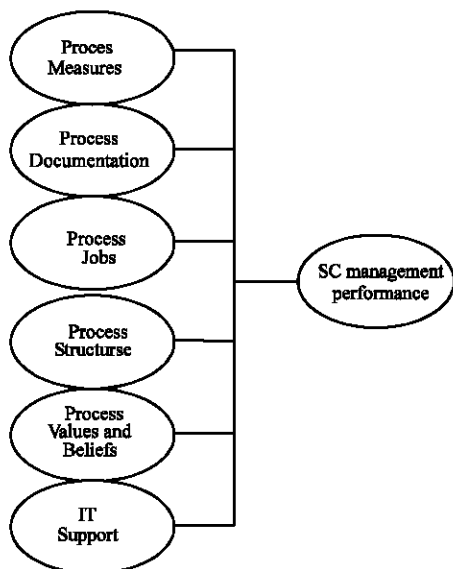 Proces
Measures
Process
Documentation
Process
Jobs
SC management
performance
Process
Structurse
Process
Values and
Beliefs
IT
Support